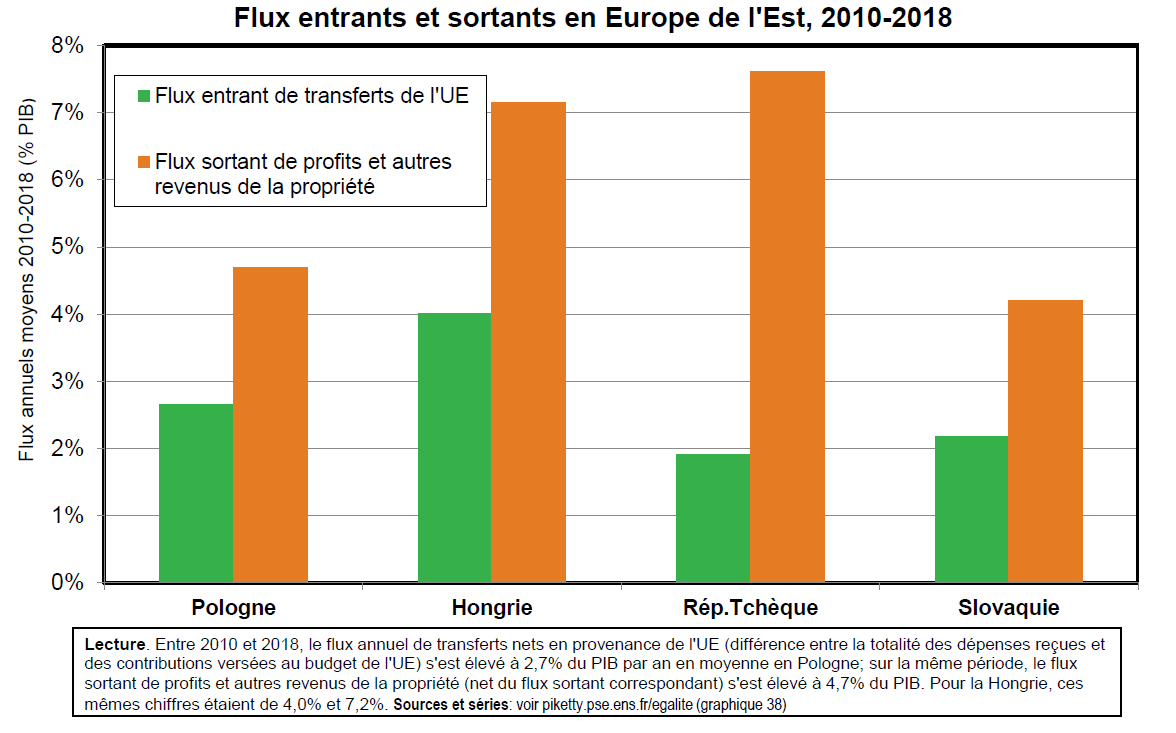 Flux entrants et sortants en Europe de l'Est, 2010-2018
8%
7%
6%
5%
4%
3%
2%
1%
0%
Flux annuels moyens 2010-2018 (% PIB)
Flux entrant de transferts de l'UE
Flux sortant de profits et autres
revenus de la propriété
Pologne
Hongrie
Rép.Tchèque
Slovaquie
Lecture. Entre 2010 et 2018, le flux annuel de transferts nets en provenance de l'UE (différence entre la totalité des dépenses reçues et
des contributions versées au budget de l'UE) s'est élevé à 2,7% du PIB par an en moyenne en Pologne; sur la même période, le flux
sortant de profits et autres revenus de la propriété (net du flux sortant correspondant) s'est élevé à 4,7% du PIB. Pour la Hongrie, ces
mêmes chiffres étaient de 4,0% et 7,2%. Sources et séries: voir piketty.pse.ens.fr/egalite (graphique 38)